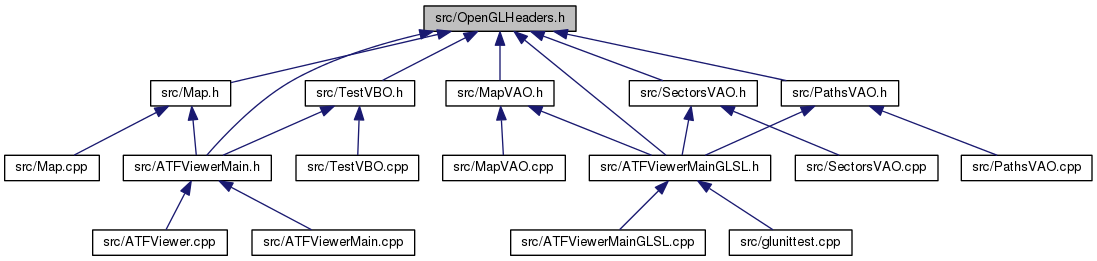 src/OpenGLHeaders.h
src/Map.h
src/TestVBO.h
src/MapVAO.h
src/SectorsVAO.h
src/PathsVAO.h
src/Map.cpp
src/ATFViewerMain.h
src/TestVBO.cpp
src/MapVAO.cpp
src/ATFViewerMainGLSL.h
src/SectorsVAO.cpp
src/PathsVAO.cpp
src/ATFViewer.cpp
src/ATFViewerMain.cpp
src/ATFViewerMainGLSL.cpp
src/glunittest.cpp